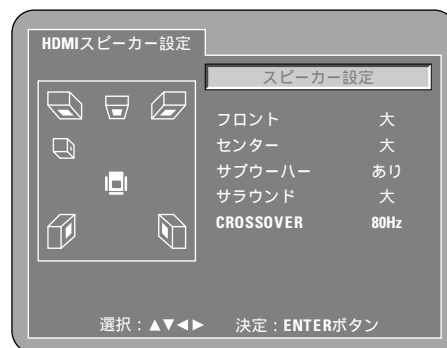 HDMIスピーカー設定
スピーカー設定
フロント 大
センター 大
サブウーハー あり
サラウンド 大
CROSSOVER 80Hz
選択：▲▼◀▶ 決定：ENTERボタン